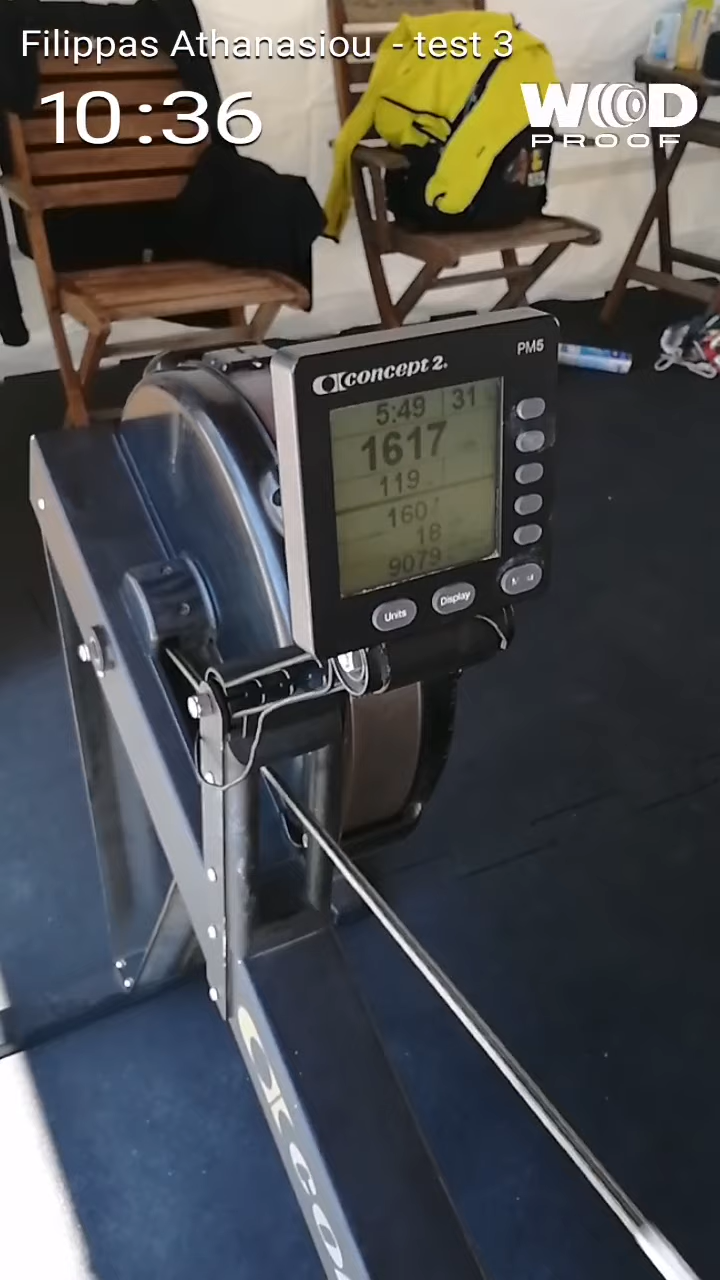 Filippas Athanasiou - test 3
10:36
WOD
PROOF
concept 2.
PM5
5:49 31
1617
119
160
18
9079
Units
Display